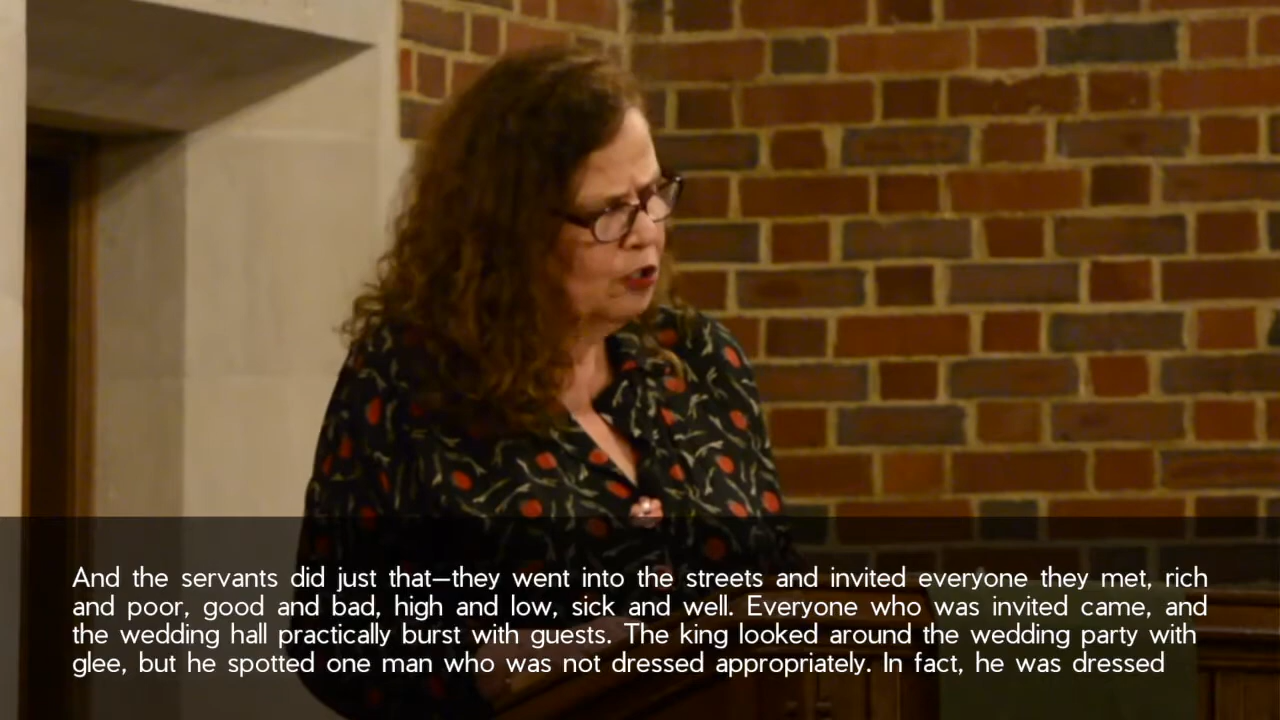 And the servants did just that—they went into the streets and invited everyone they met, rich
and poor, good and bad, high and low, sick and well. Everyone who was invited came, and
the wedding hall practically burst with guests. The king looked around the wedding party with
glee, but he spotted one man who was not dressed appropriately. In fact, he was dressed